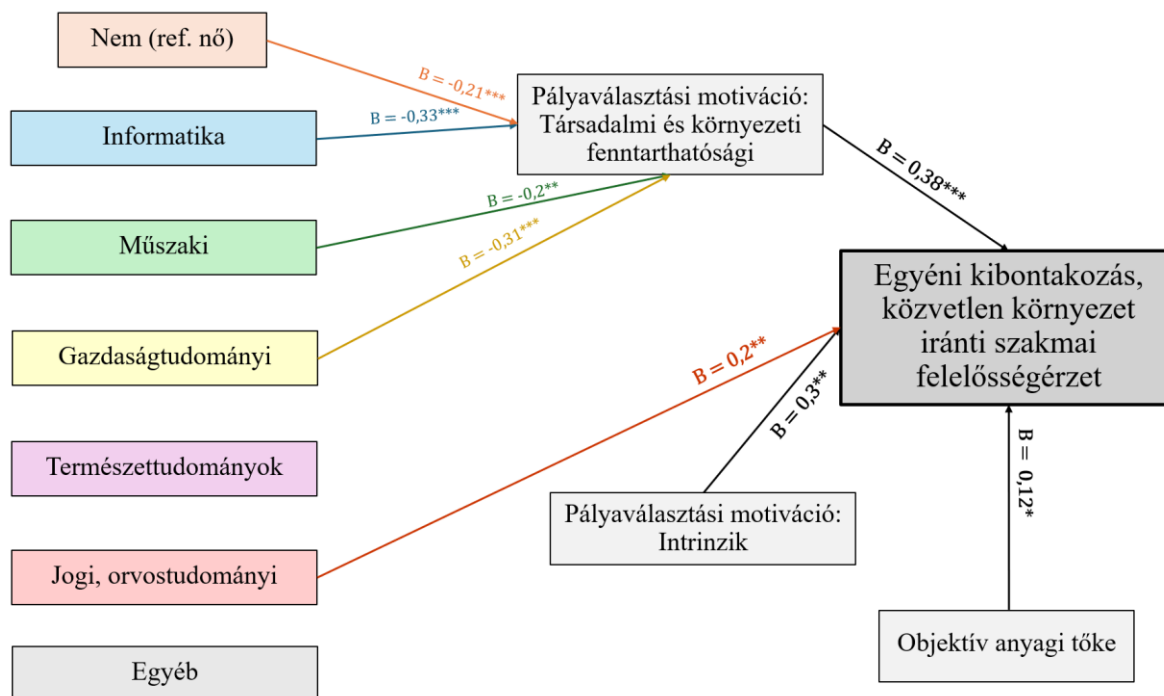 Nem (ref. nő)
B = -0,21***
Informatika
B = -0,33***
Pályaválasztási motiváció:
Társadalmi és környezeti
fenntarthatósági
B = 0,38***
Műszaki
B = -0,2**
Gazdaságtudományi
B = -0,31***
Egyéni kibontakozás,
közvetlen környezet
iránti szakmai
felelősségérzet
Természettudományok
B = 0,2**
B = 0,3**
B = 0,12*
Pályaválasztási motiváció:
Intrinzik
Jogi, orvostudományi
Objektív anyagi tőke
Egyéb